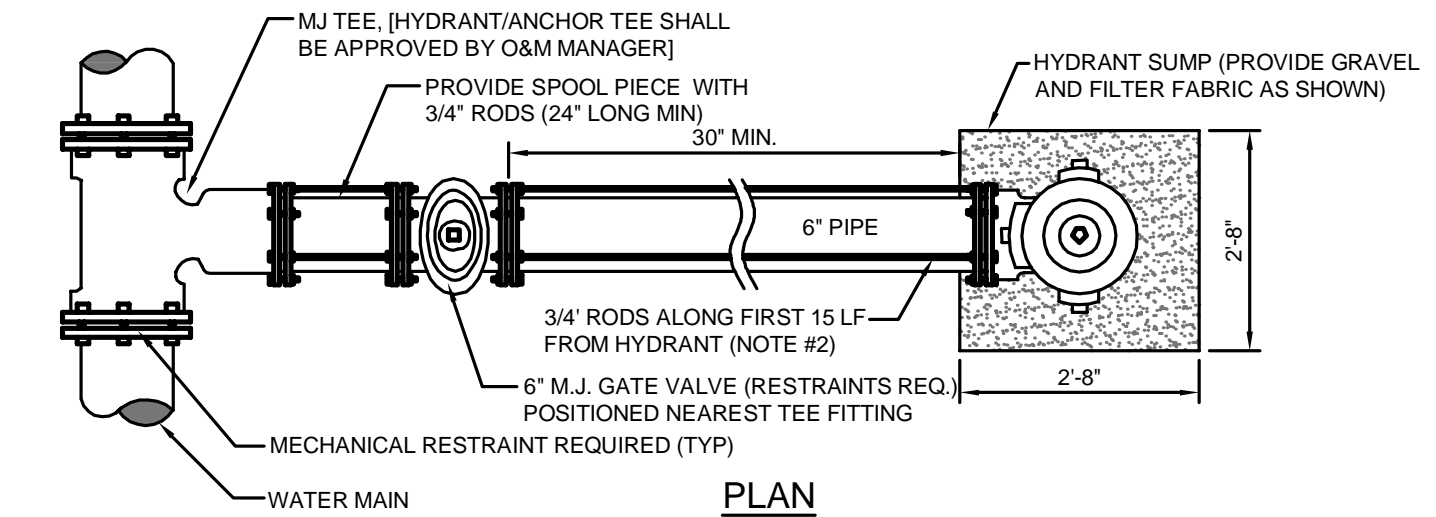 MJ TEE, [HYDRANT/ANCHOR TEE SHALL
BE APPROVED BY O&M MANAGER]
PROVIDE SPOOL PIECE WITH
3/4" RODS (24" LONG MIN)
30" MIN.
HYDRANT SUMP (PROVIDE GRAVEL
AND FILTER FABRIC AS SHOWN)
6" PIPE
2'-8"
3/4' RODS ALONG FIRST 15 LF
FROM HYDRANT (NOTE #2)
2'-8"
6" M.J. GATE VALVE (RESTRAINTS REQ.)
POSITIONED NEAREST TEE FITTING
MECHANICAL RESTRAINT REQUIRED (TYP)
WATER MAIN
PLAN